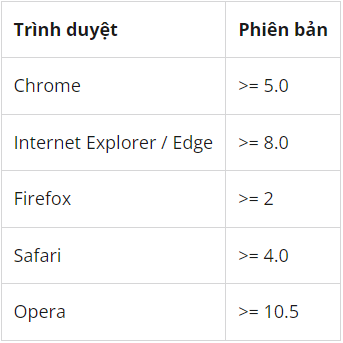 Trình duyệt Phiên bản
Chrome >= 5.0
Internet Explorer / Edge >= 8.0
Firefox >= 2
Safari >= 4.0
Opera >= 10.5